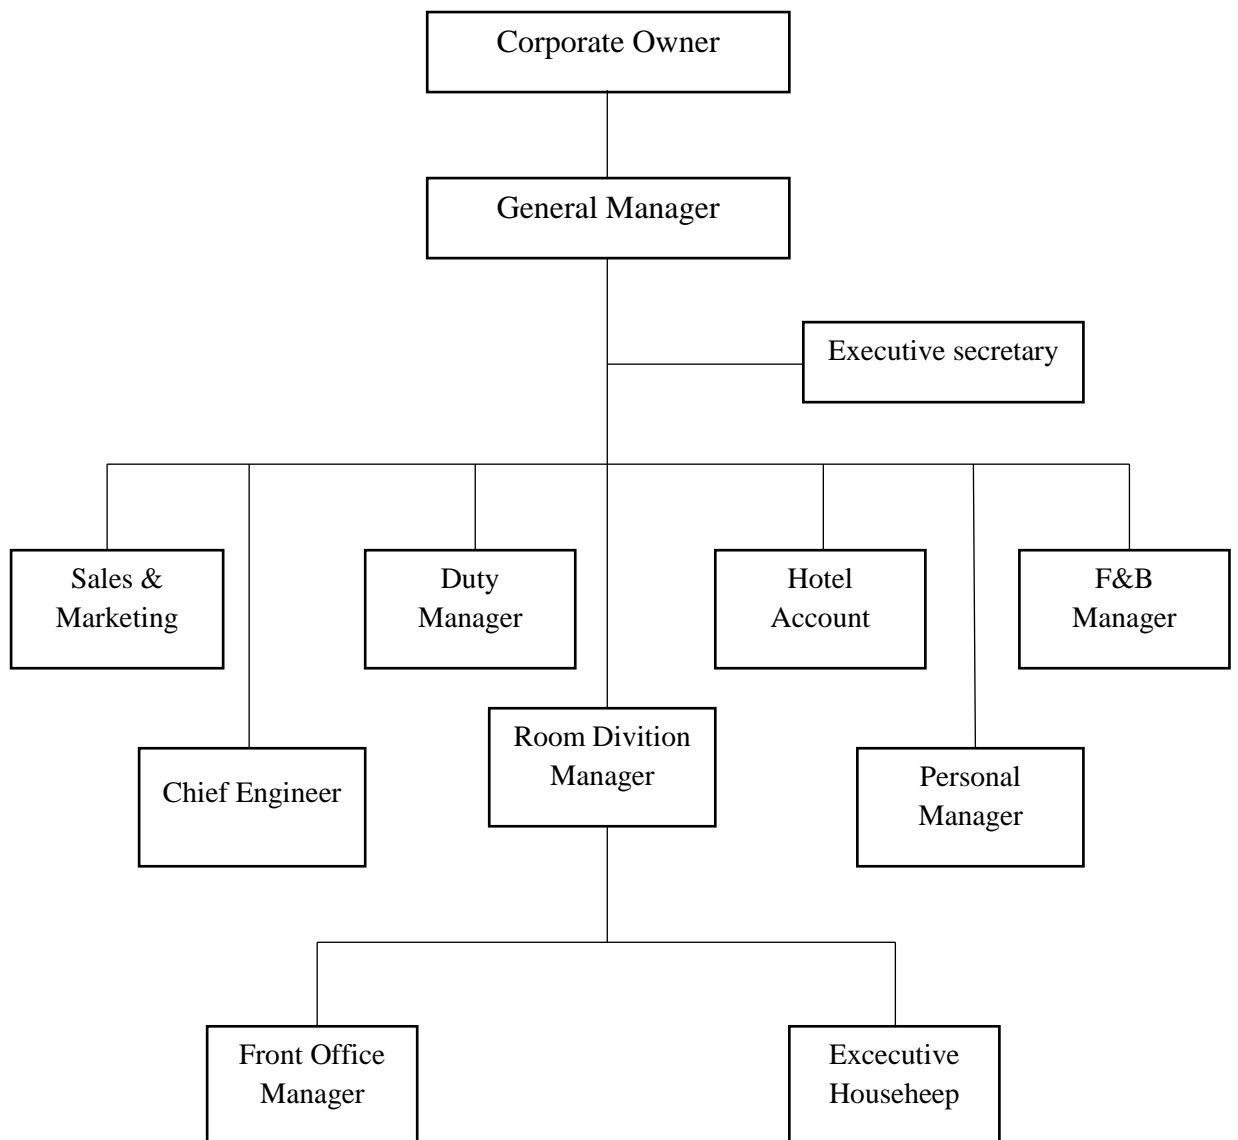 Corporate Owner
General Manager
Executive secretary
Sales &
Marketing
Duty
Manager
Hotel
Account
F&B
Manager
Chief Engineer
Room Divition
Manager
Personal
Manager
Front Office
Manager
Excecutive
Househeep